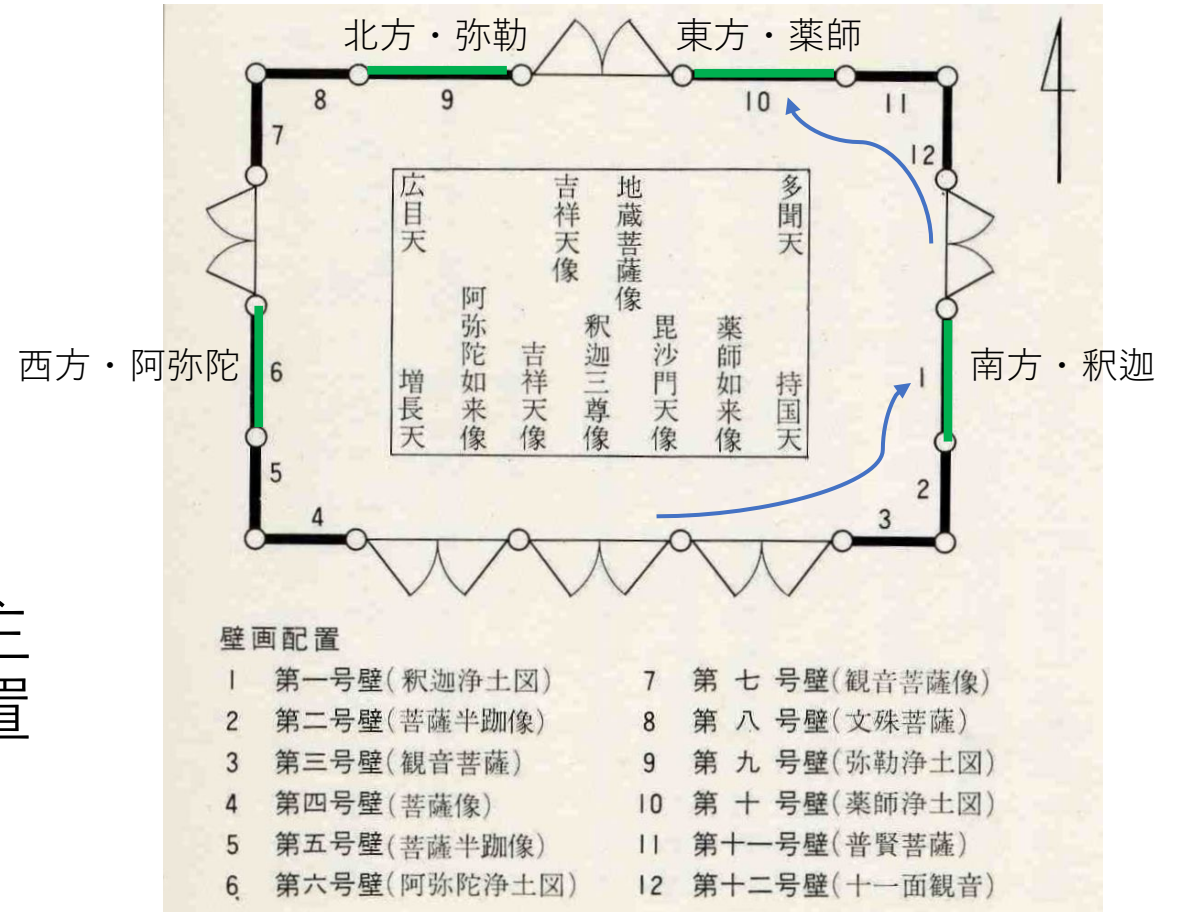 北方・弥勒
東方・薬師
8
9
10
11
7
12
西方・阿弥陀
6
南方・釈迦
1
5
2
4
3
多聞天
地蔵菩薩像
吉祥天像
広目天
持国天
薬師如来像
毘沙門天像
釈迦三尊像
吉祥天像
阿弥陀如来像
増長天
置
壁画配置
1 第一号壁(釈迦浄土図)
2 第二号壁(菩薩半跏像)
3 第三号壁(観音菩薩)
4 第四号壁(菩薩像)
5 第五号壁(菩薩半跏像)
6 第六号壁(阿弥陀浄土図)
7 第七号壁(観音菩薩像)
8 第八号壁(文殊菩薩)
9 第九号壁(弥勒浄土図)
10 第十号壁(薬師浄土図)
11 第十一号壁(普賢菩薩)
12 第十二号壁(十一面観音)